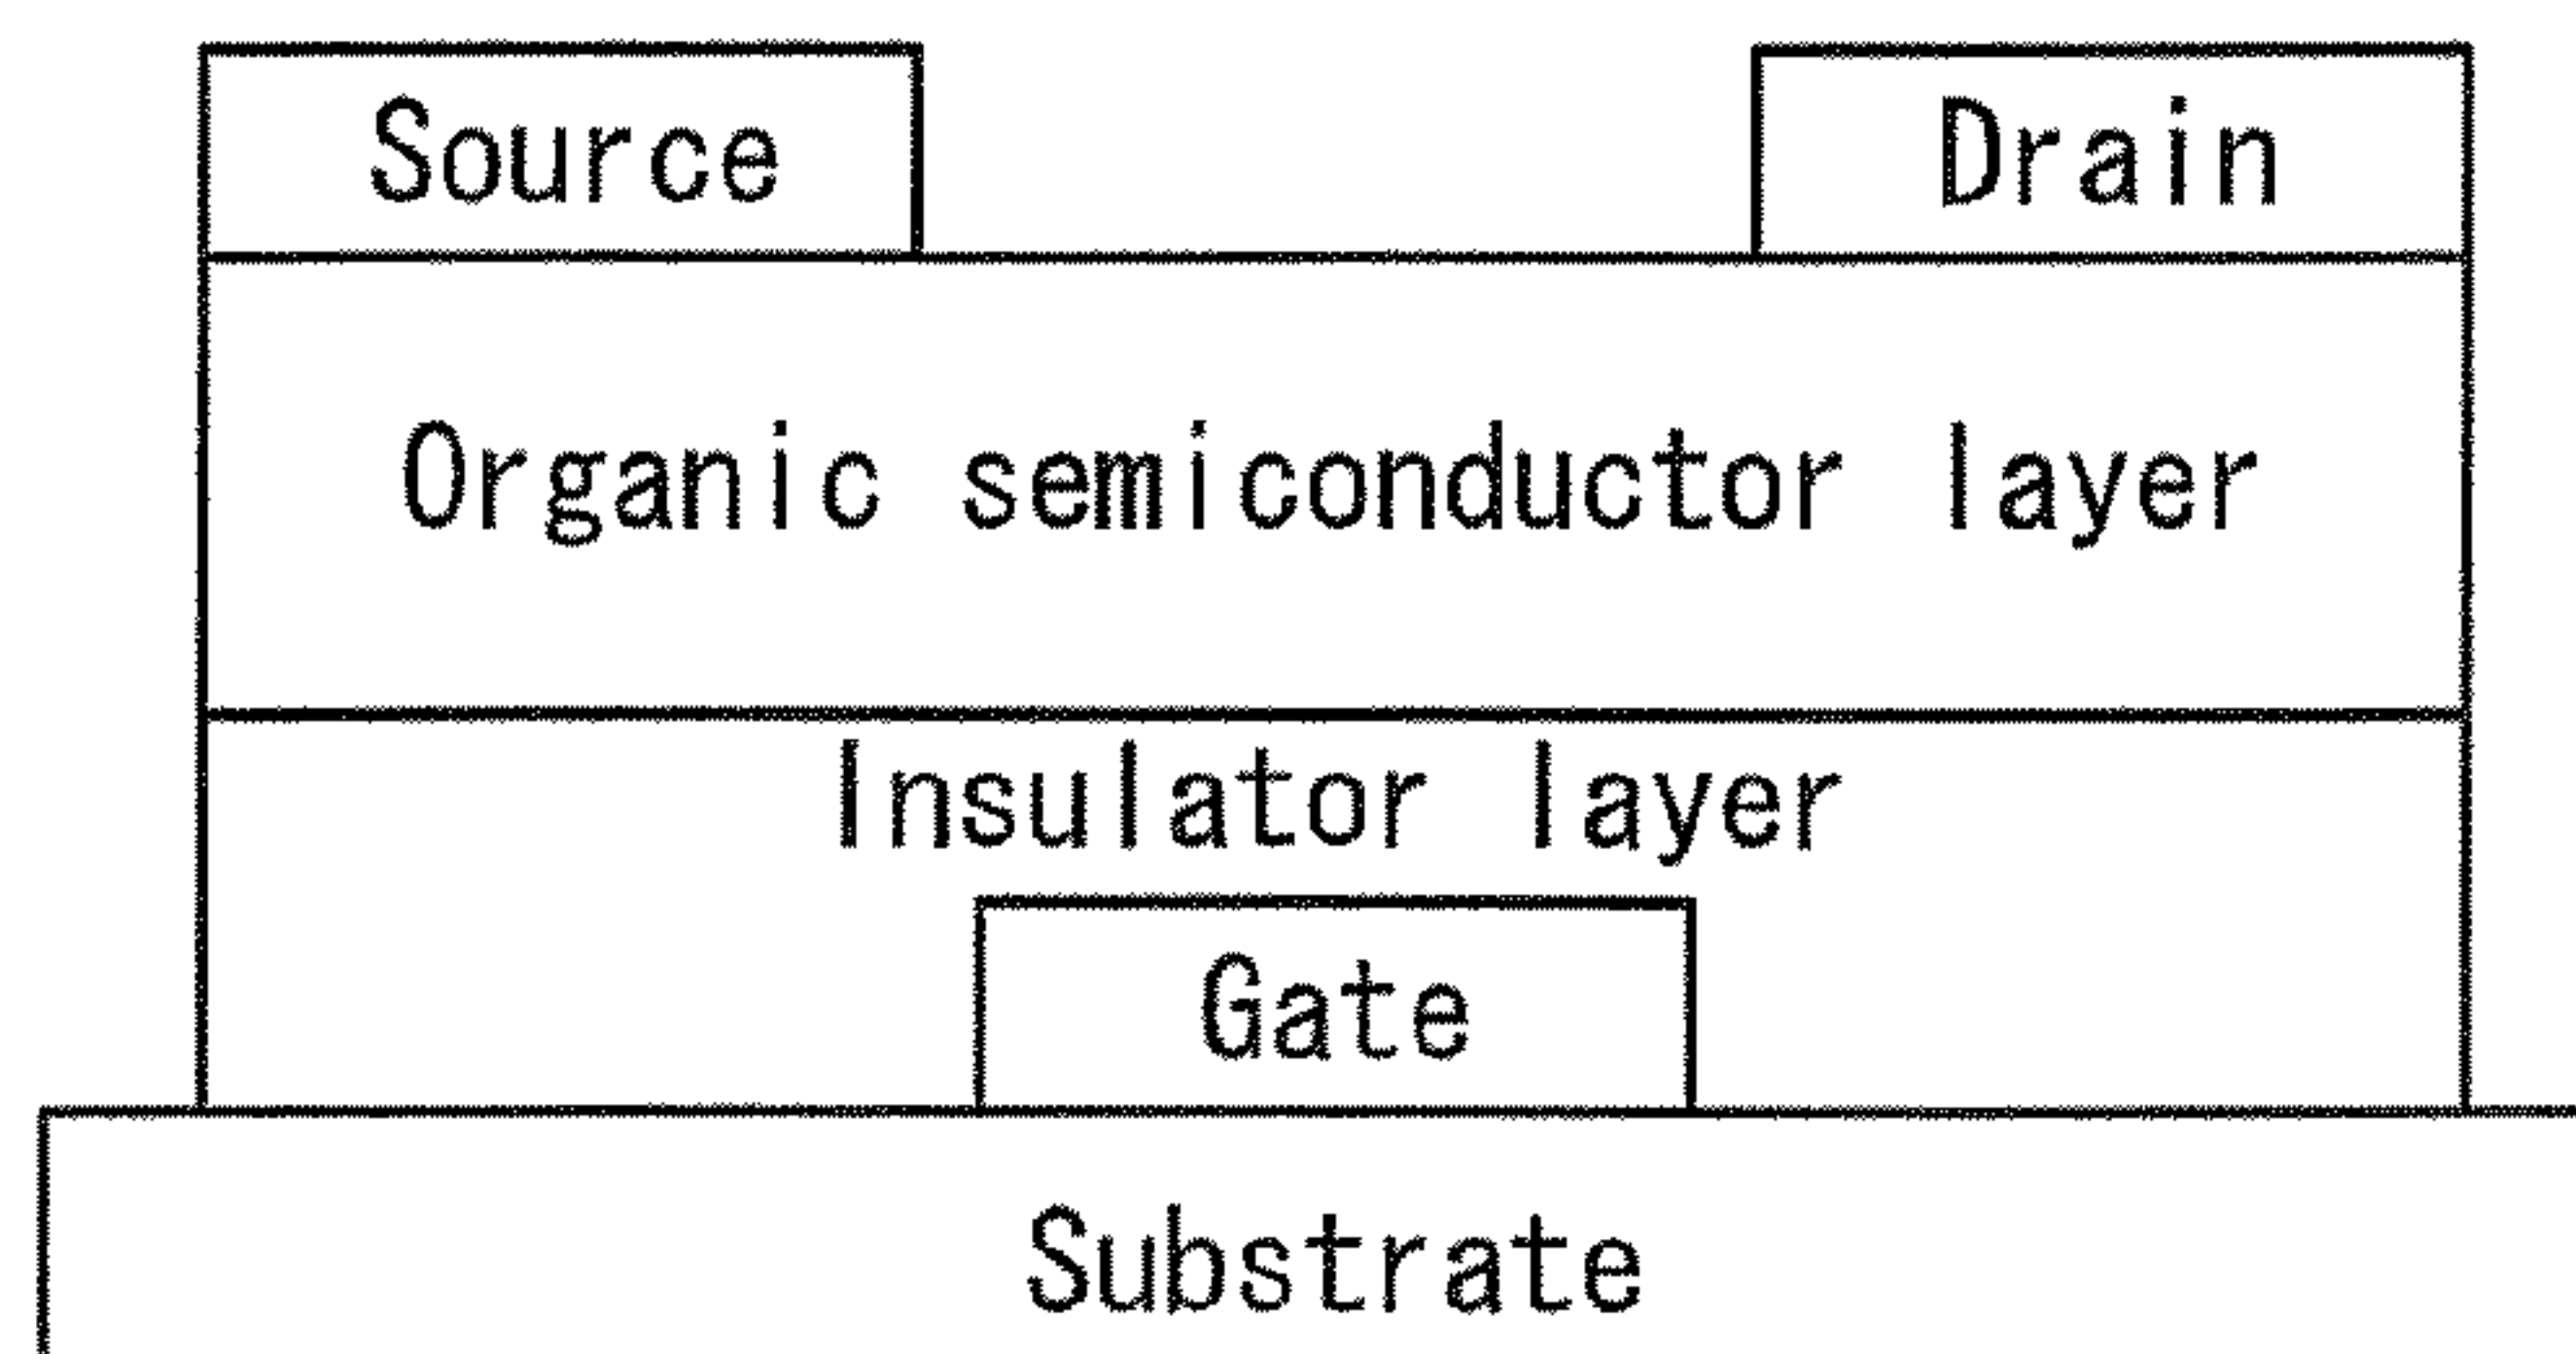 Source Drain
Organic semiconductor layer
Insulator layer
Gate
Substrate